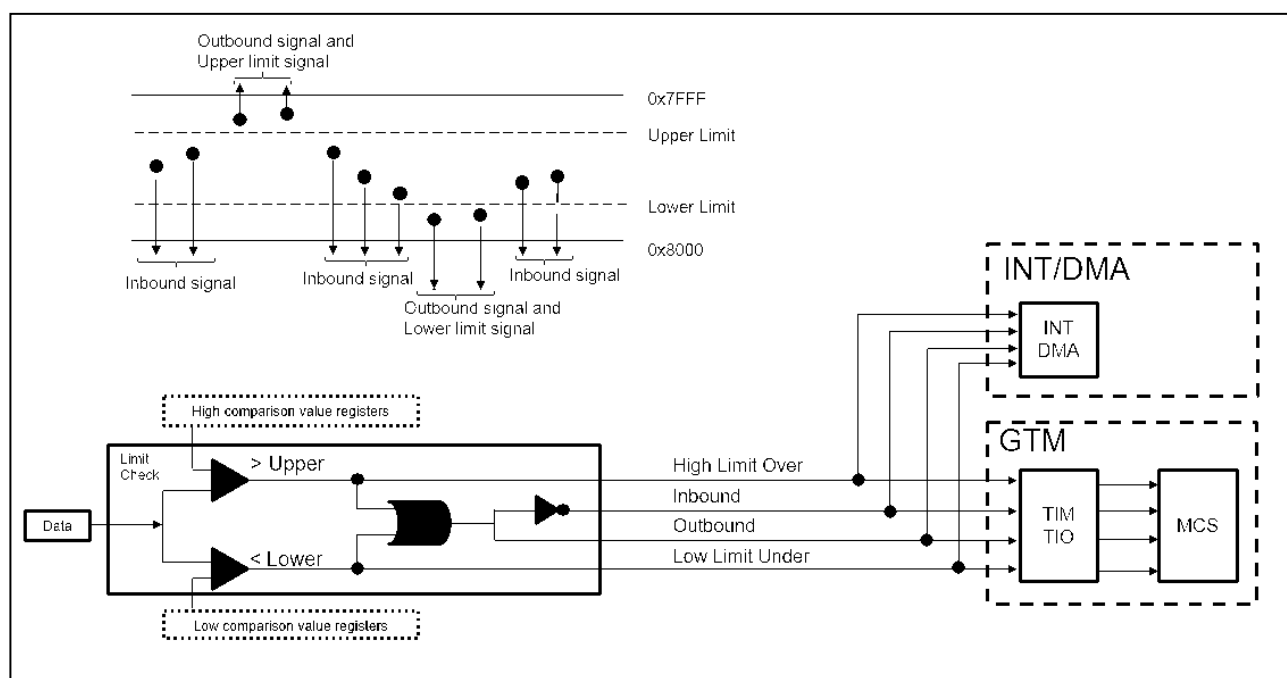 Outbound signal and
Upper limit signal
0x7FFF
Upper Limit
Lower Limit
0x8000
Inbound signal
Inbound signal
Inbound signal
Outbound signal and
Lower limit signal
INT/DMA
INT
DMA
High comparison value registers
Limit
Check
> Upper
High Limit Over
GTM
Inbound
Data
Outbound
TIM
TIO
MCS
< Lower
Low Limit Under
Low comparison value registers